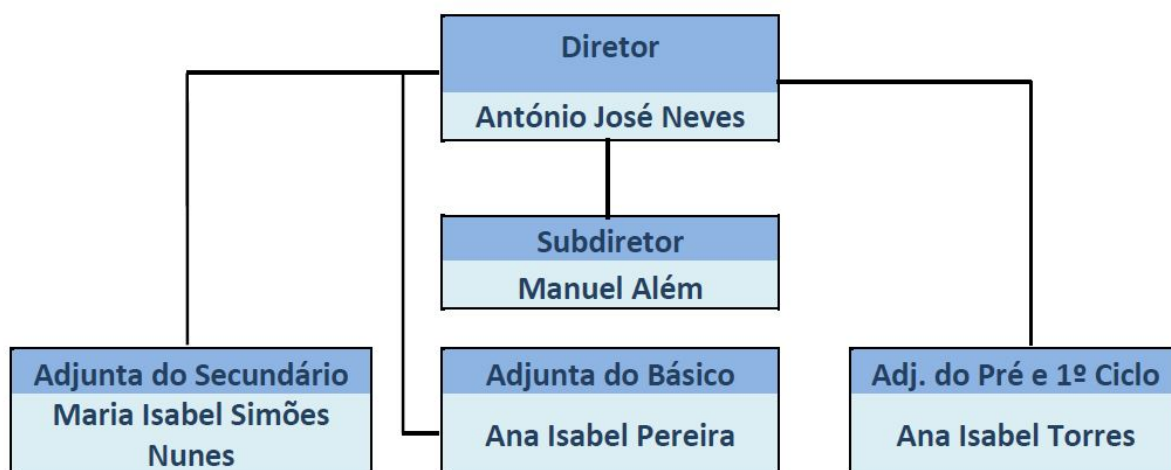 Diretor
António José Neves
Subdiretor
Manuel Além
Adjunta do Secundário
Maria Isabel Simões
Nunes
Adjunta do Básico
Ana Isabel Pereira
Adj. do Pré e 1º Ciclo
Ana Isabel Torres